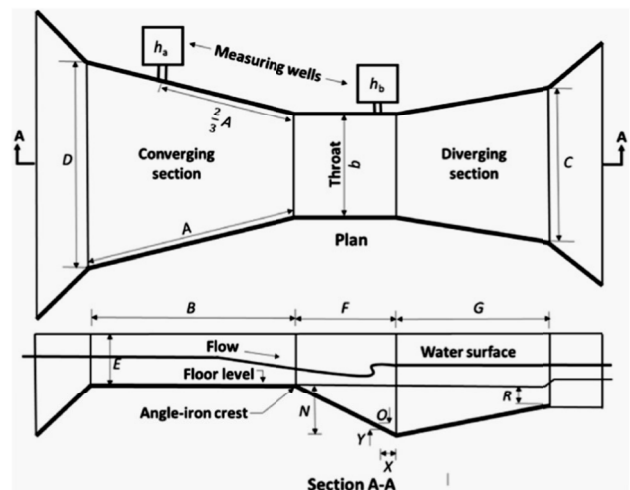 hₐ
Measuring wells
h_b
2/3 A
A
A
D
Converging
section
Throat
b
Diverging
section
C
A
Plan
B
F
G
E
Flow
Water surface
Floor level
Angle-iron crest
N
O
R
Y
X
Section A-A